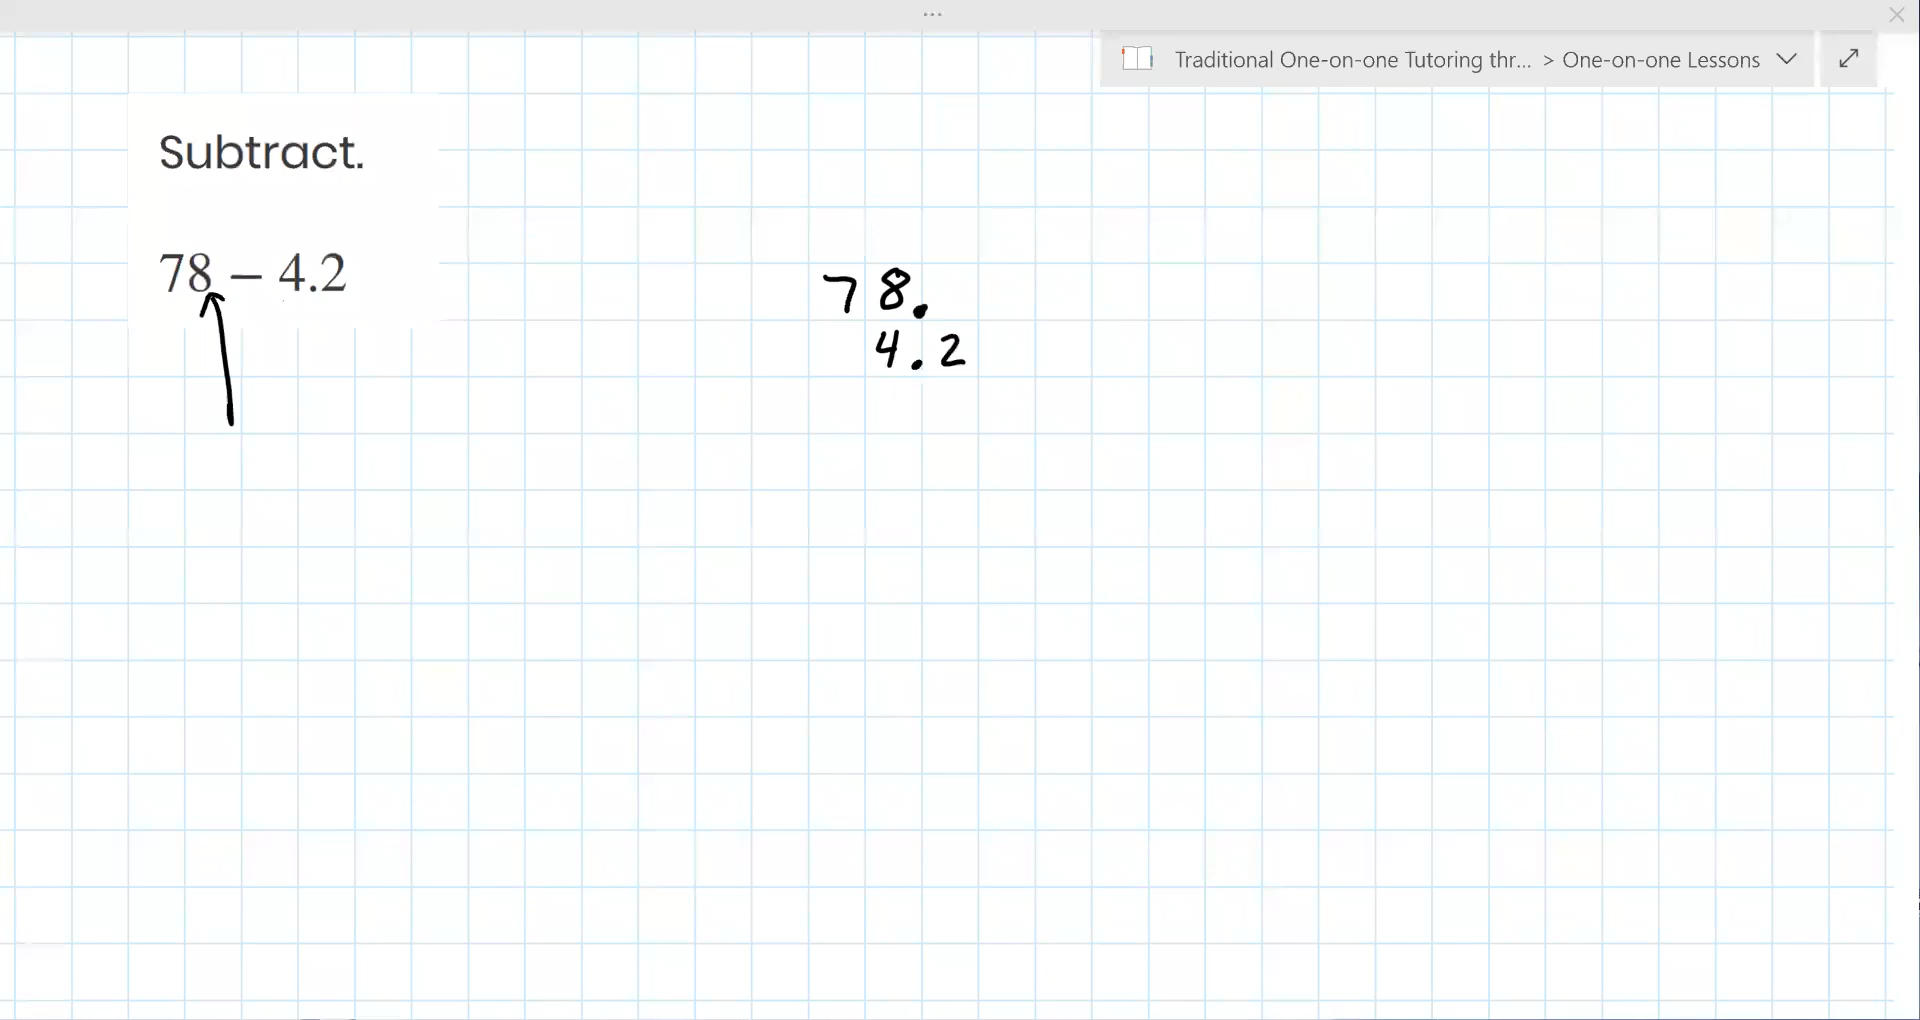 Traditional One-on-one Tutoring thr... > One-on-one Lessons
Subtract.
78 – 4.2
78.
4.2